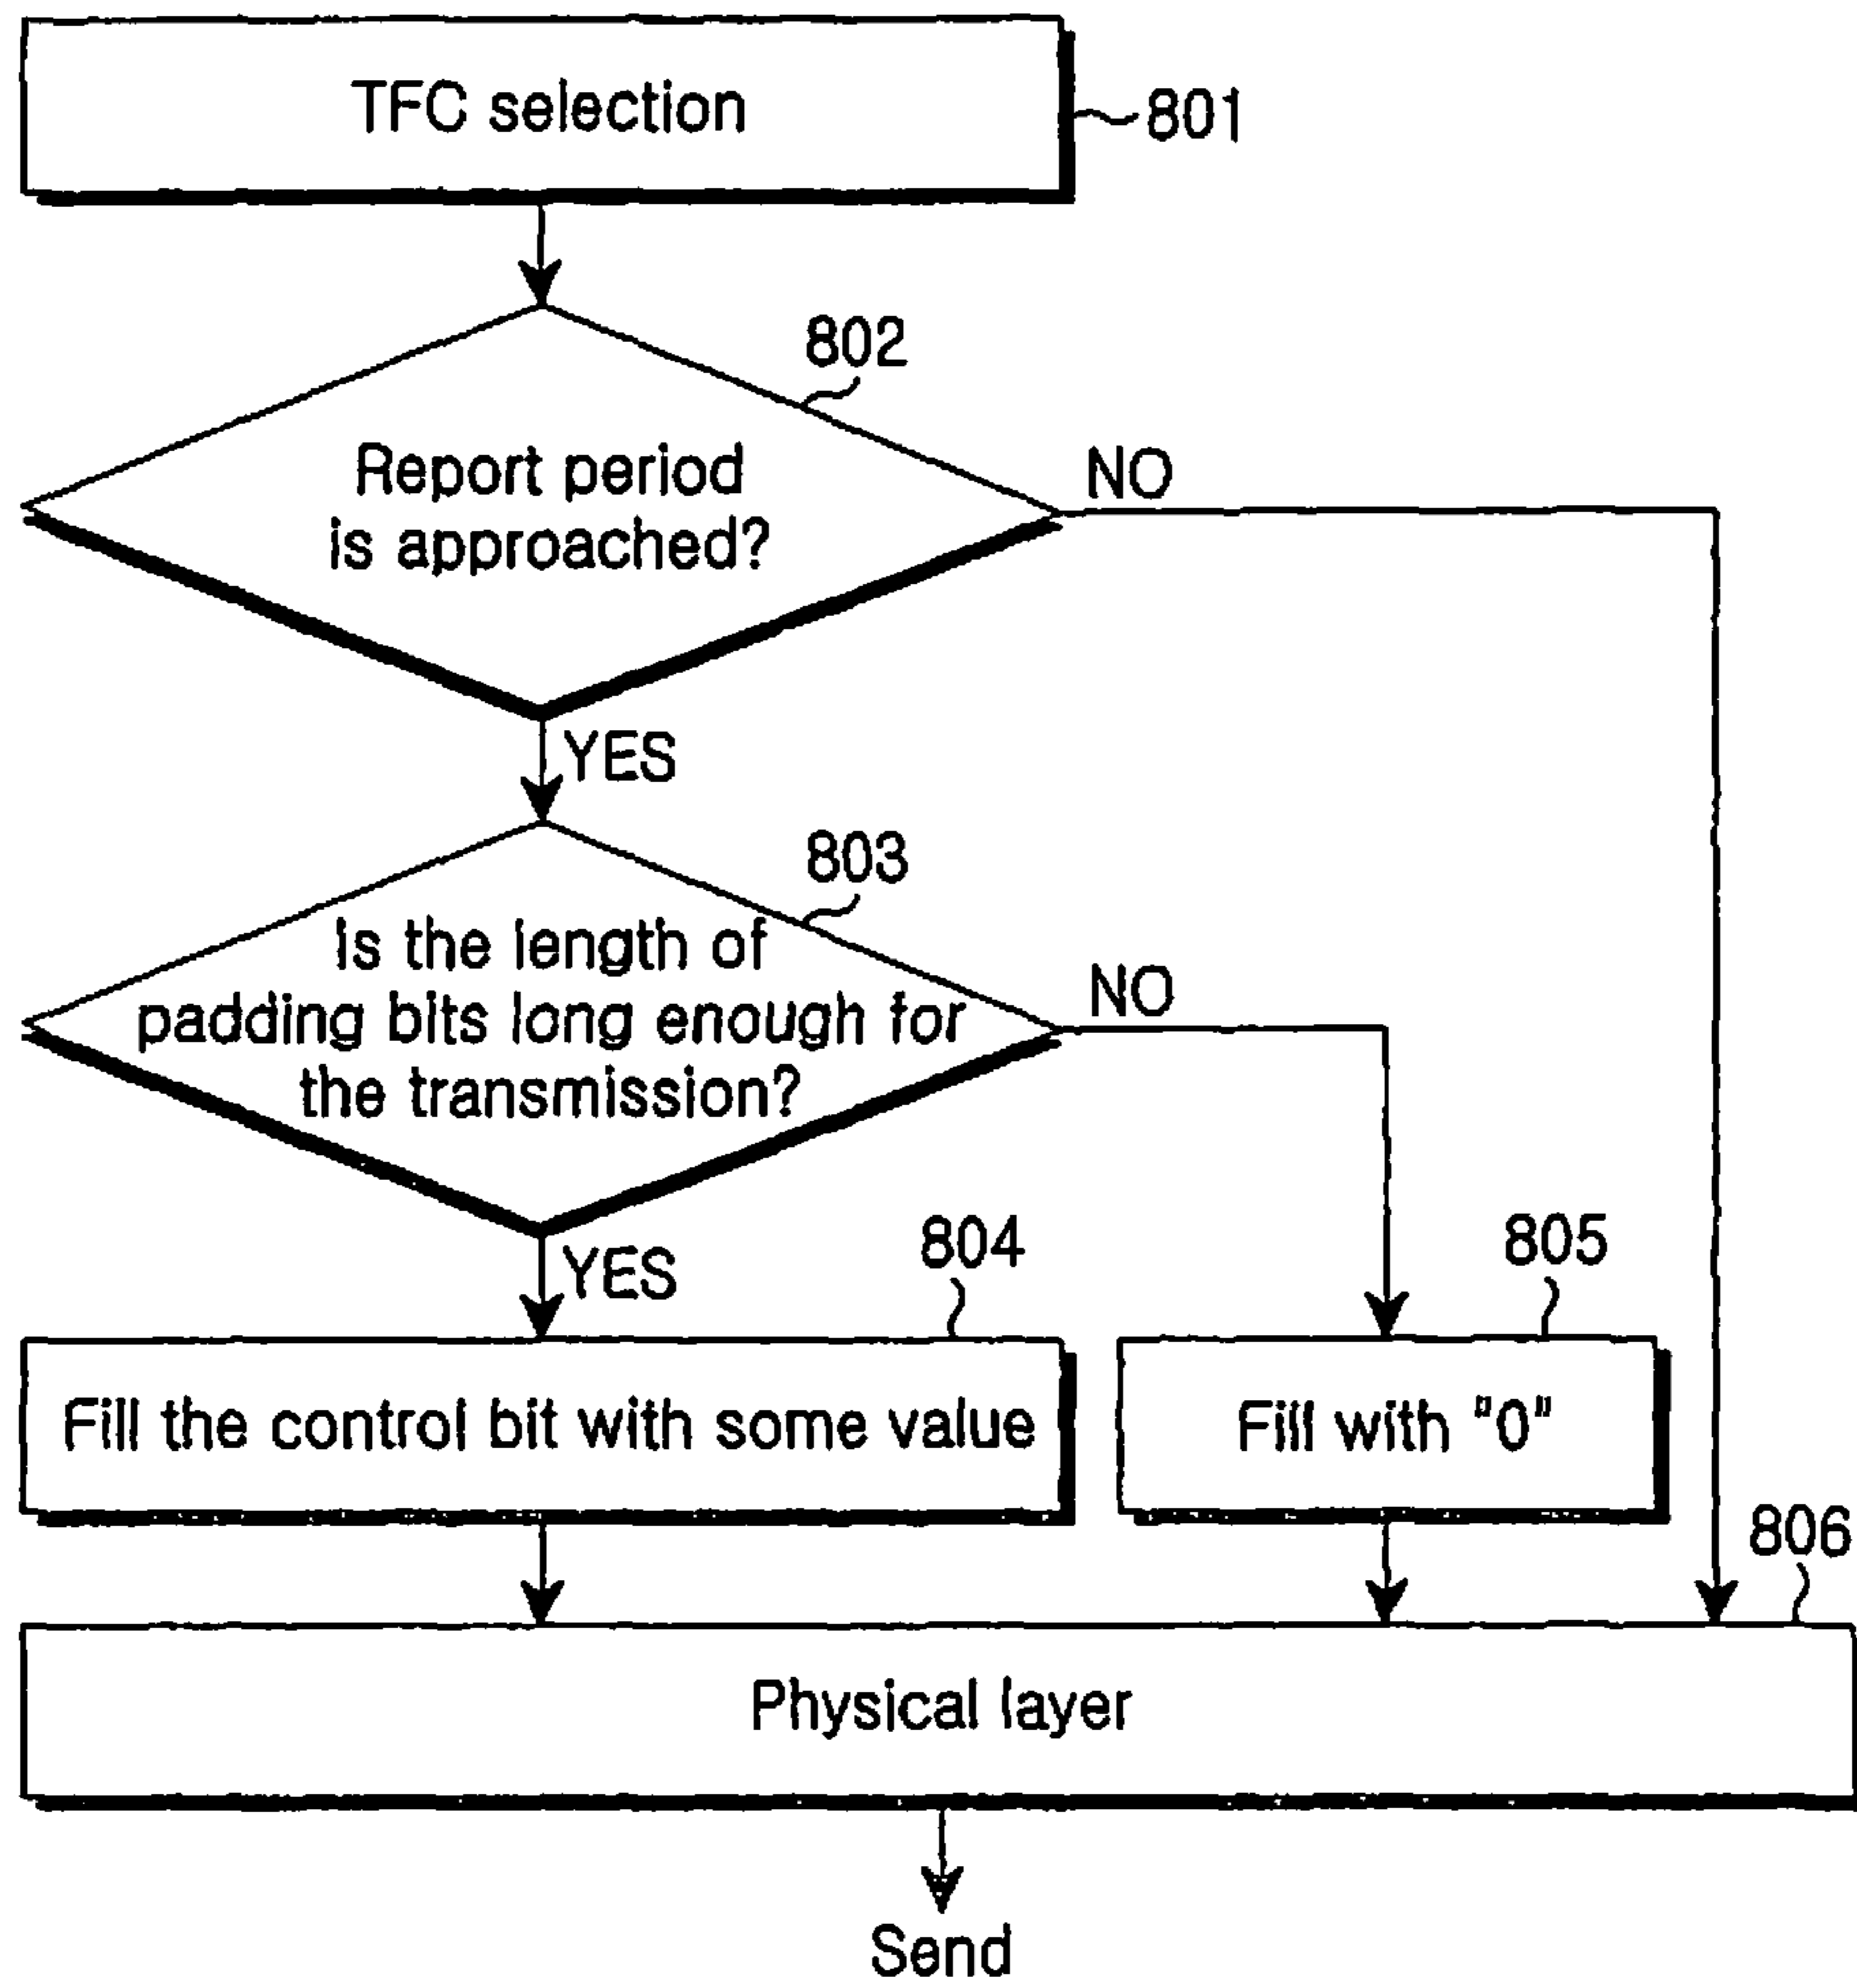 TFC selection
801
802
Report period
is approached?
NO
YES
803
Is the length of
padding bits long enough for
the transmission?
NO
YES
804
805
Fill the control bit with some value
Fill with "0"
806
Physical layer
Send